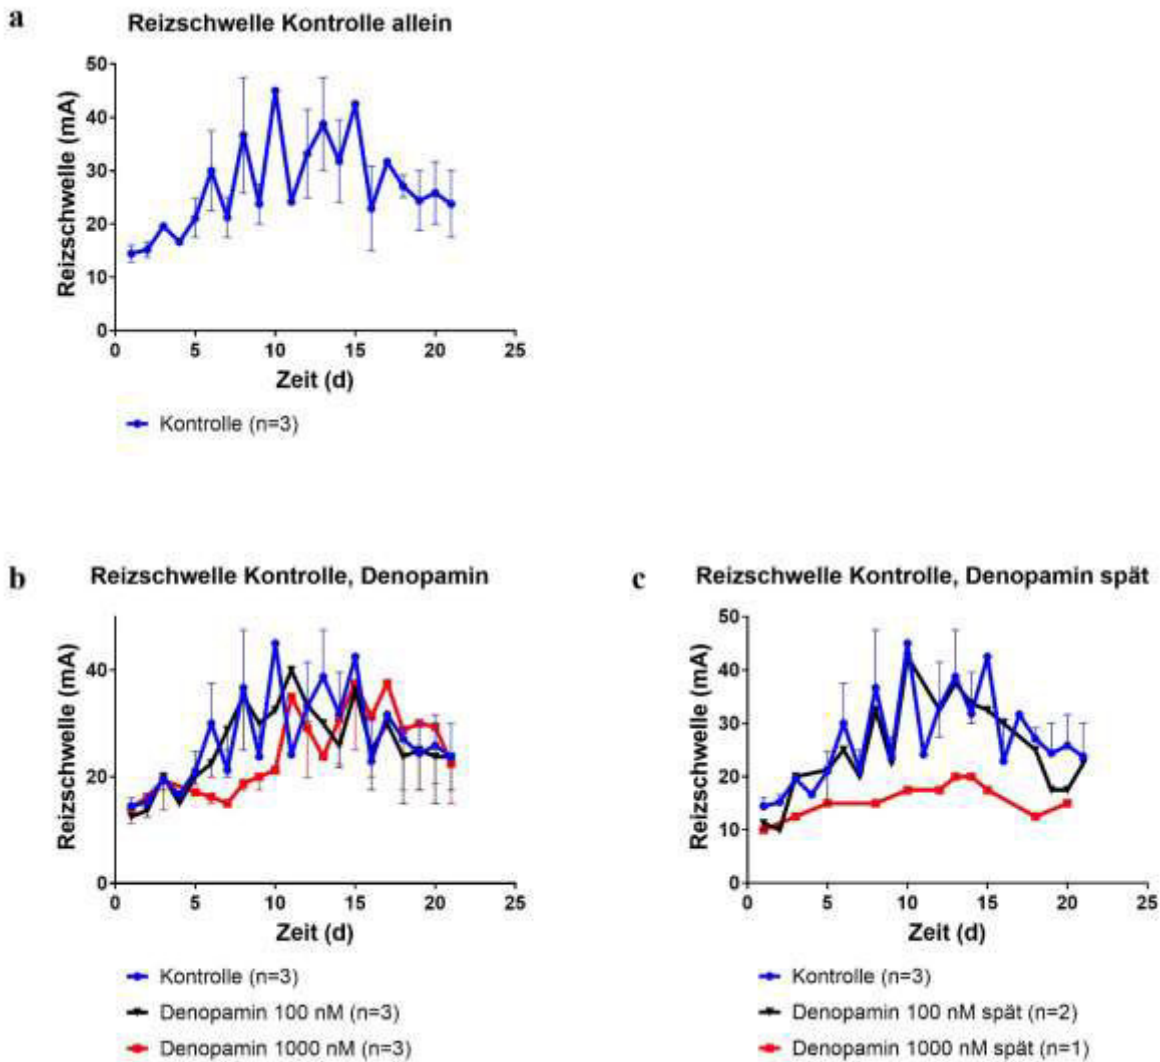 a
Reizschwelle Kontrolle allein
Reizschwelle (mA)
50
40
30
20
10
0
0 5 10 15 20 25
Zeit (d)
Kontrolle (n=3)
b
Reizschwelle Kontrolle, Denopamin
Reizschwelle (mA)
40
20
0
0 5 10 15 20 25
Zeit (d)
Kontrolle (n=3)
Denopamin 100 nM (n=3)
Denopamin 1000 nM (n=3)
c
Reizschwelle Kontrolle, Denopamin spät
Reizschwelle (mA)
50
40
30
20
10
0
0 5 10 15 20 25
Zeit (d)
Kontrolle (n=3)
Denopamin 100 nM spät (n=2)
Denopamin 1000 nM spät (n=1)